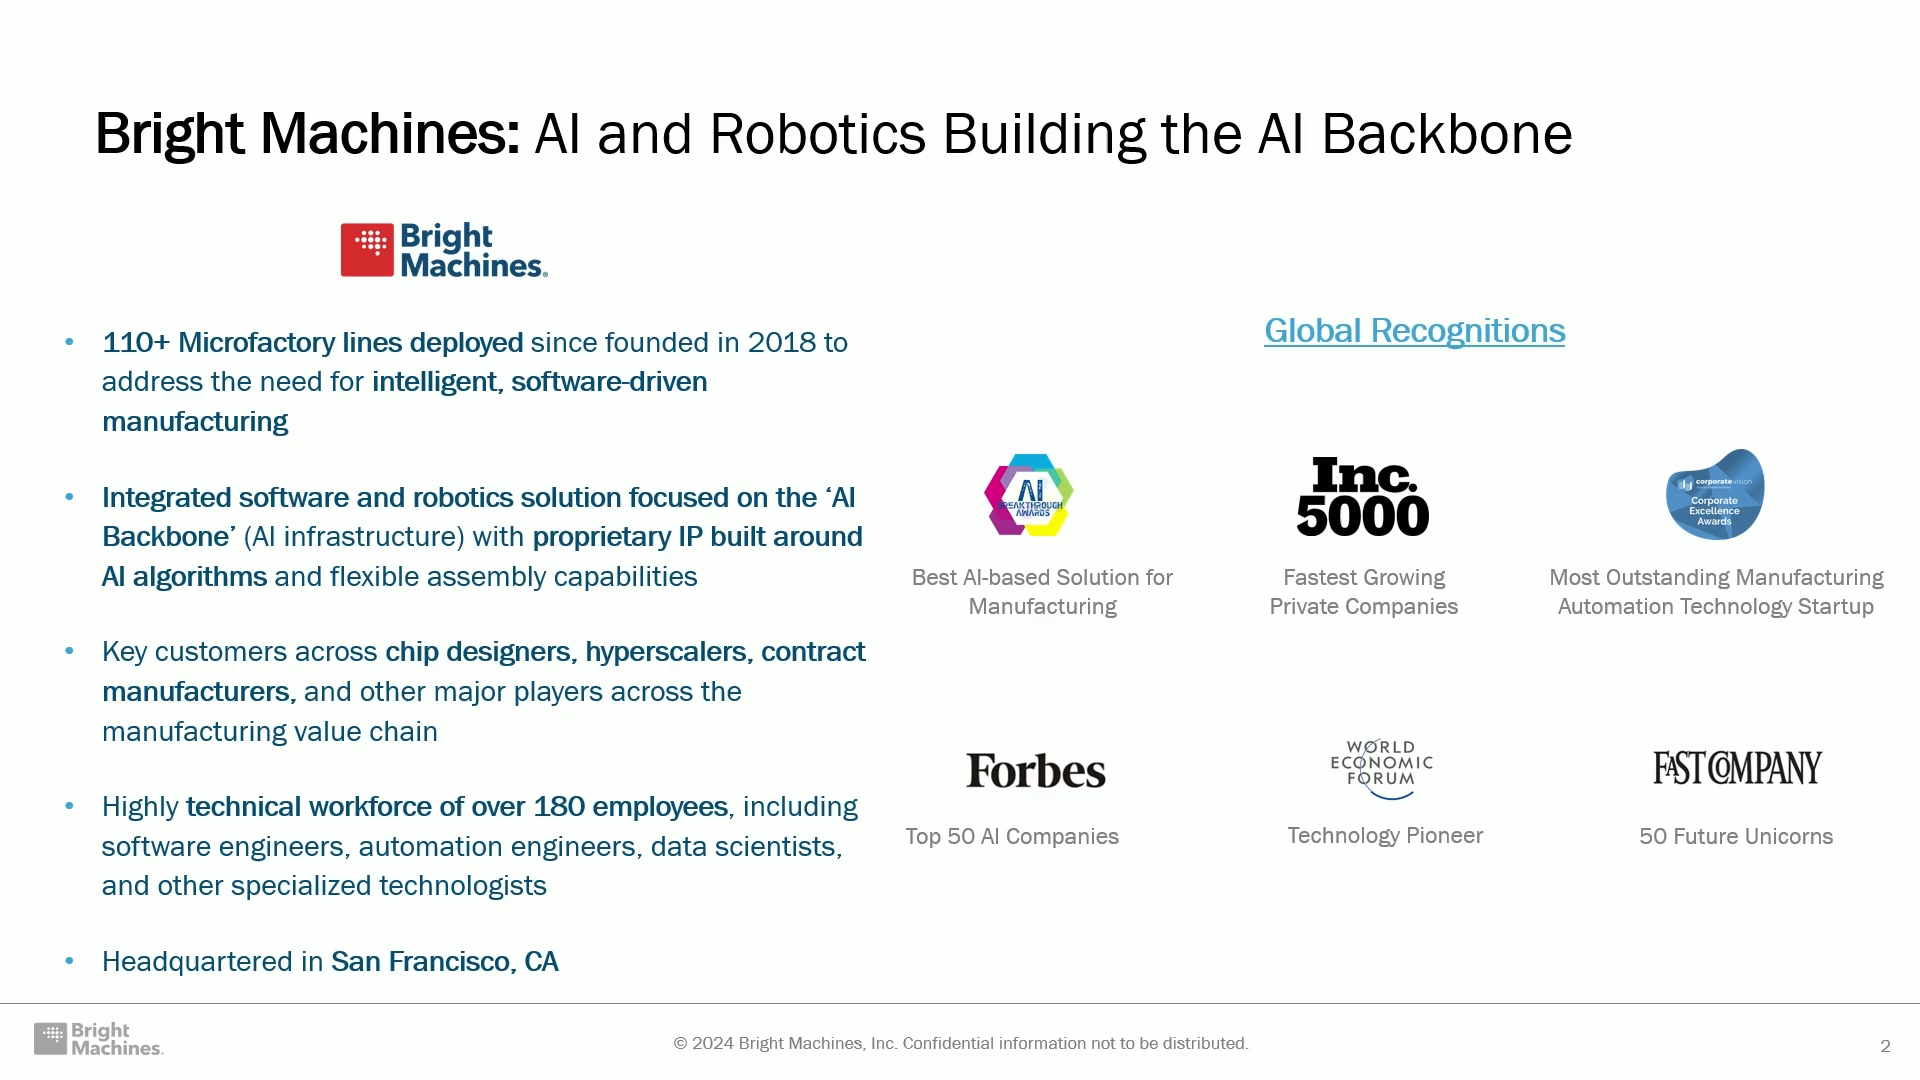 Bright Machines: AI and Robotics Building the AI Backbone
Bright
Machines®
• 110+ Microfactory lines deployed since founded in 2018 to
address the need for intelligent, software-driven
manufacturing
• Integrated software and robotics solution focused on the ‘AI
Backbone’ (AI infrastructure) with proprietary IP built around
AI algorithms and flexible assembly capabilities
• Key customers across chip designers, hyperscalers, contract
manufacturers, and other major players across the
manufacturing value chain
• Highly technical workforce of over 180 employees, including
software engineers, automation engineers, data scientists,
and other specialized technologists
• Headquartered in San Francisco, CA
Global Recognitions
AI
BREAKTHROUGH
AWARDS
Best AI-based Solution for
Manufacturing
Inc.
5000
Fastest Growing
Private Companies
corporatevision
Corporate
Excellence
Awards
Most Outstanding Manufacturing
Automation Technology Startup
Forbes
Top 50 AI Companies
WORLD
ECONOMIC
FORUM
Technology Pioneer
FAST COMPANY
50 Future Unicorns
Bright
Machines.
© 2024 Bright Machines, Inc. Confidential information not to be distributed.
2